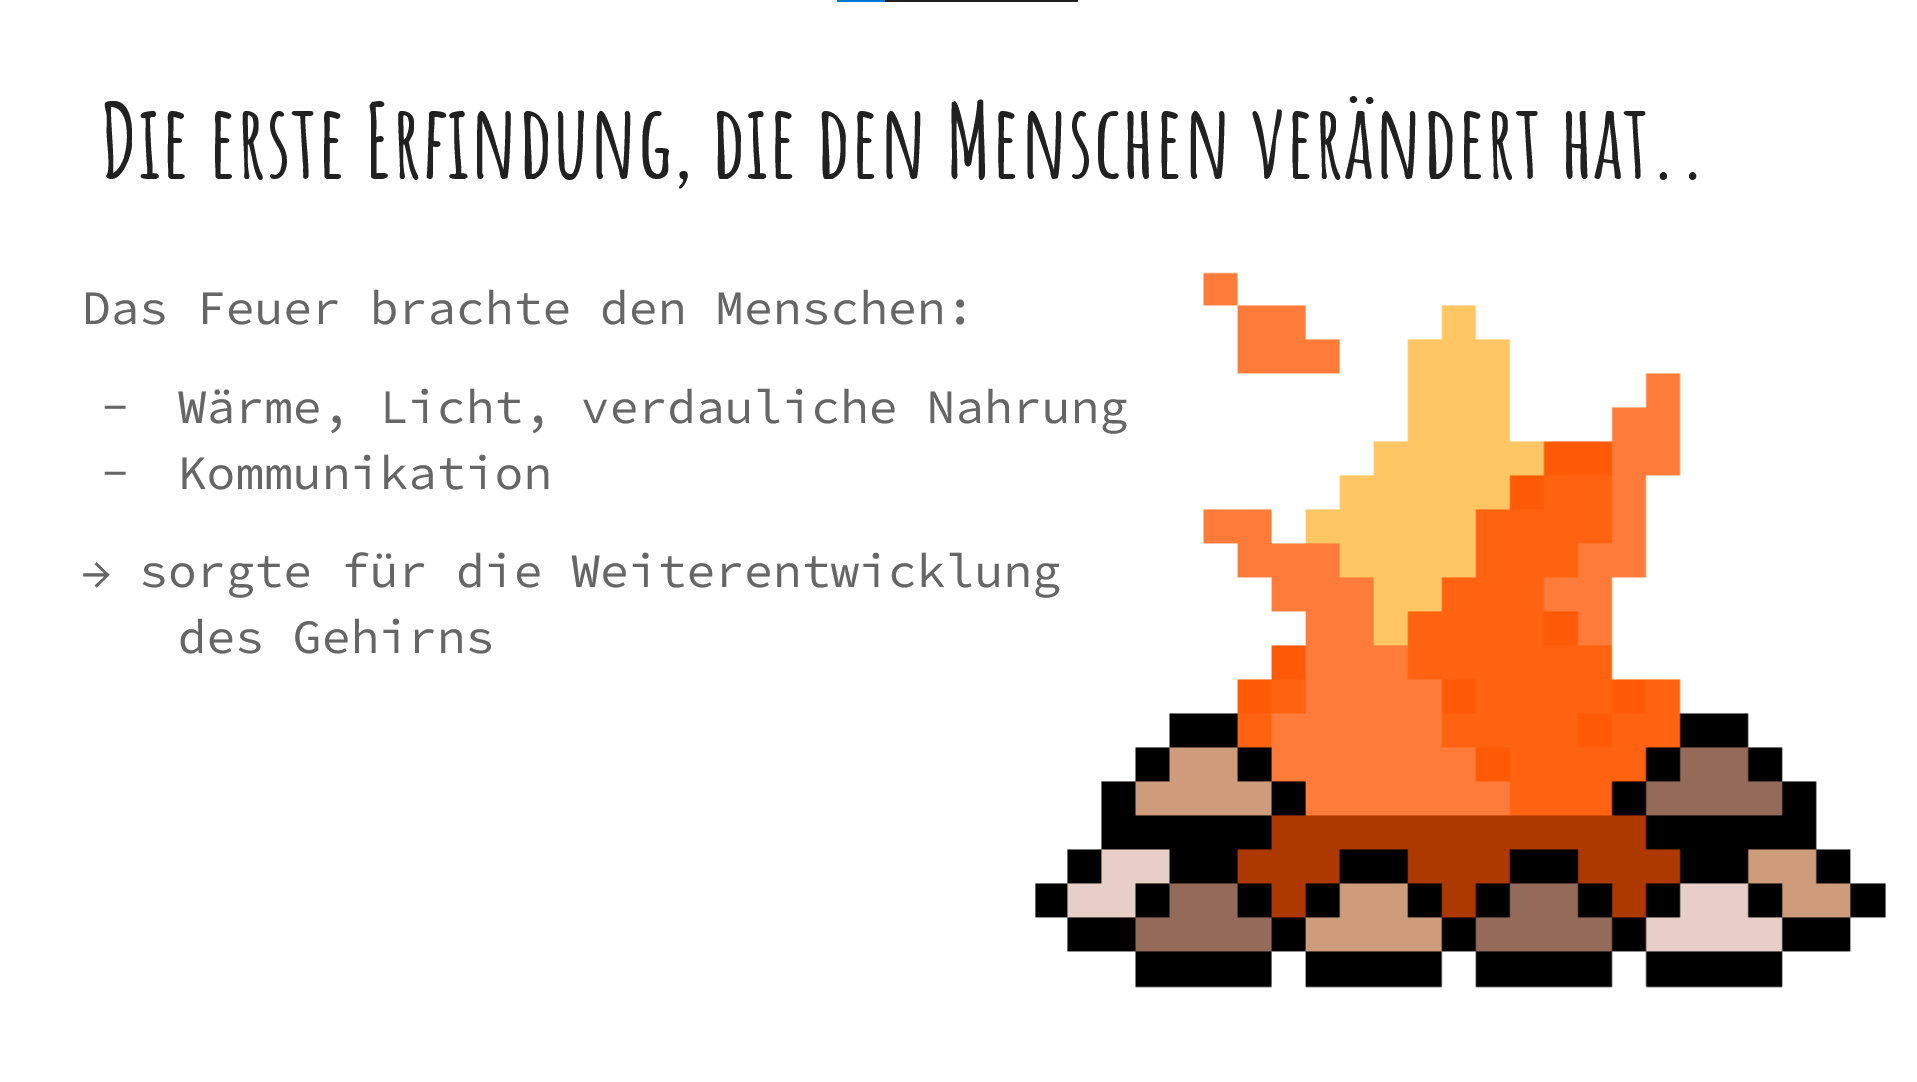 Die erste Erfindung, die den Menschen verändert hat..
Das Feuer brachte den Menschen:
- Wärme, Licht, verdauliche Nahrung
- Kommunikation
→ sorgte für die Weiterentwicklung
des Gehirns